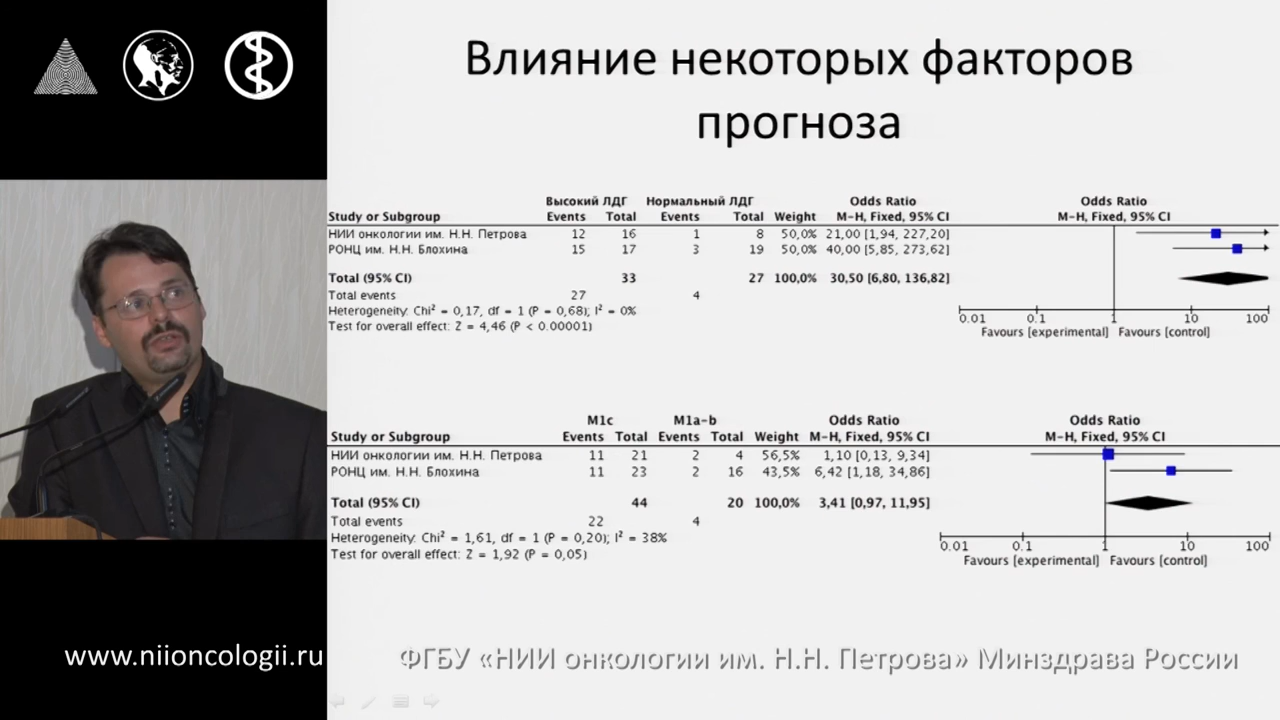 Влияние некоторых факторов
прогноза
Высокий ЛДГ Нормальный ЛДГ Odds Ratio Odds Ratio
Study or Subgroup Events Total Events Total Weight M-H, Fixed, 95% CI M-H, Fixed, 95% CI
НИИ онкологии им. Н.Н. Петрова 12 16 1 8 50,0% 21,00 [1,94, 227,20]
РОНЦ им. Н.Н. Блохина 15 17 3 19 50,0% 40,00 [5,85, 273,62]
Total (95% CI) 33 27 100,0% 30,50 [6,80, 136,82]
Total events 27 4
Heterogeneity: Chi² = 0,17, df = 1 (P = 0,68); I² = 0%
Test for overall effect: Z = 4,46 (P < 0.00001)
0.01 0.1 1 10 100
Favours [experimental] Favours [control]
M1c M1a-b Odds Ratio Odds Ratio
Study or Subgroup Events Total Events Total Weight M-H, Fixed, 95% CI M-H, Fixed, 95% CI
НИИ онкологии им. Н.Н. Петрова 11 21 2 4 56,5% 1,10 [0,13, 9,34]
РОНЦ им. Н.Н. Блохина 11 23 2 16 43,5% 6,42 [1,18, 34,86]
Total (95% CI) 44 20 100,0% 3,41 [0,97, 11,95]
Total events 22 4
Heterogeneity: Chi² = 1,61, df = 1 (P = 0,20); I² = 38%
Test for overall effect: Z = 1,92 (P = 0,05)
0.01 0.1 1 10 100
Favours [experimental] Favours [control]
www.niioncologii.ru
ФГБУ «НИИ онкологии им. Н.Н. Петрова» Минздрава России